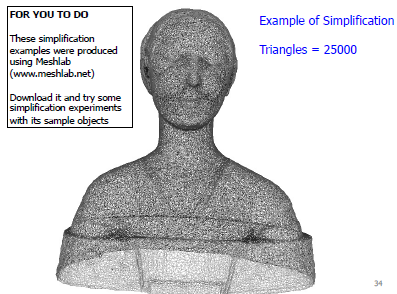 FOR YOU TO DO
These simplification
examples were produced
using Meshlab
(www.meshlab.net)
Download it and try some
simplification experiments
with its sample objects
Example of Simplification
Triangles = 25000
34